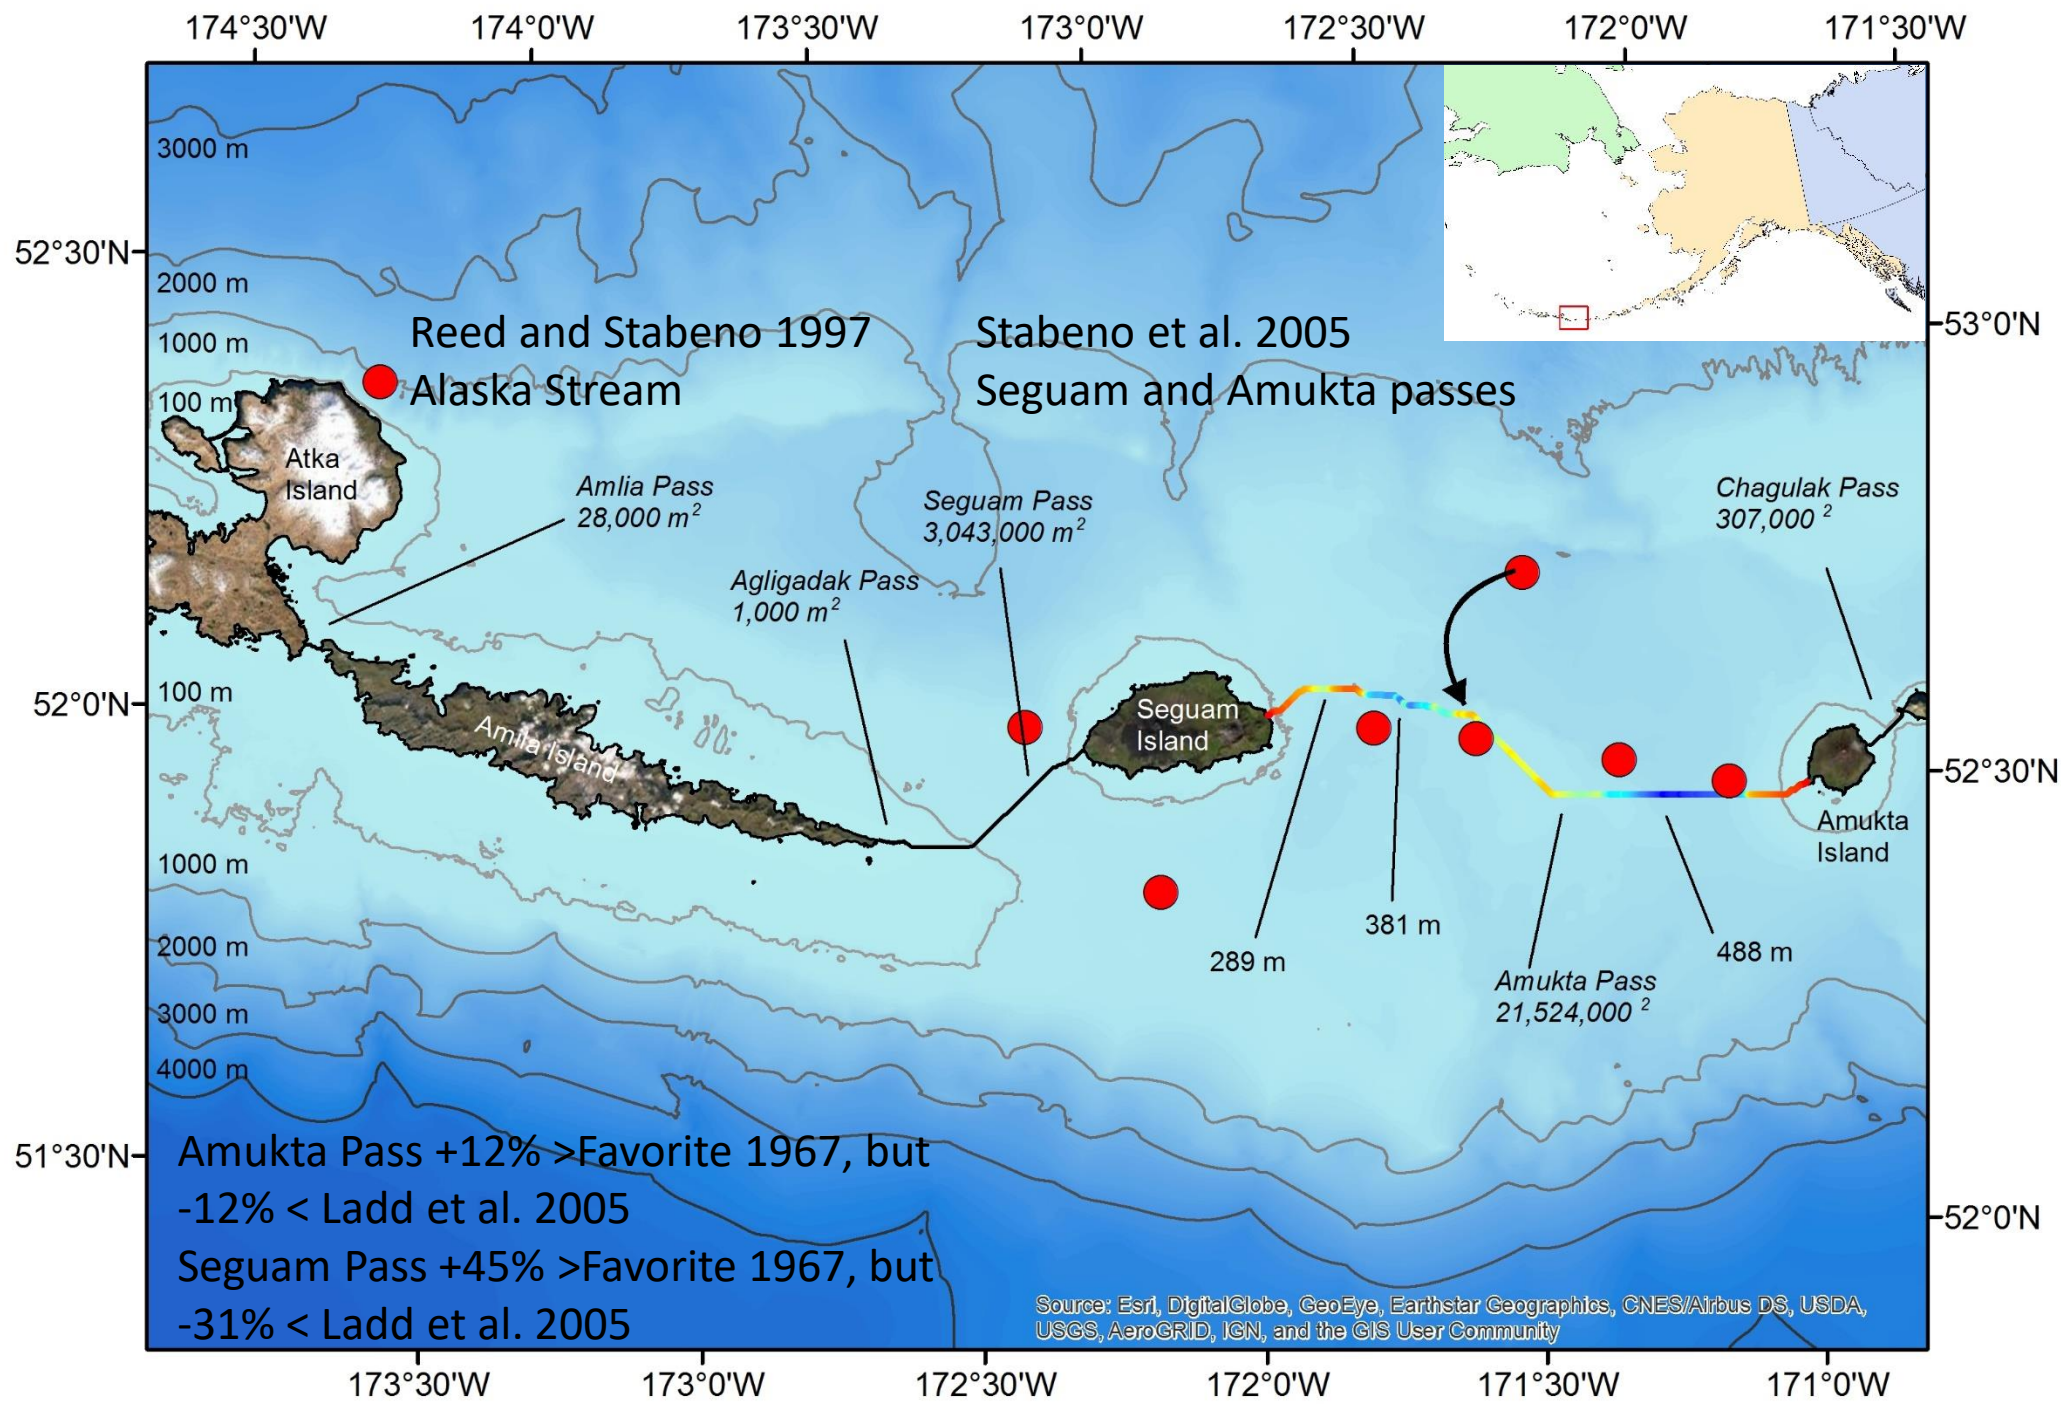 174°30'W 174°0'W 173°30'W 173°0'W 172°30'W 172°0'W 171°30'W
3000 m
52°30'N
2000 m
1000 m
53°0'N
Reed and Stabeno 1997
Alaska Stream
Stabeno et al. 2005
Seguam and Amukta passes
100 m
Atka
Island
Amlia Pass
28,000 m²
Seguam Pass
3,043,000 m²
Chagulak Pass
307,000 ²
Agligadak Pass
1,000 m²
100 m
52°0'N
Amlia Island
Seguam
Island
52°30'N
Amukta
Island
1000 m
289 m
381 m
488 m
Amukta Pass
21,524,000 ²
2000 m
3000 m
4000 m
51°30'N
Amukta Pass +12% >Favorite 1967, but
-12% < Ladd et al. 2005
Seguam Pass +45% >Favorite 1967, but
-31% < Ladd et al. 2005
52°0'N
Source: Esri, DigitalGlobe, GeoEye, Earthstar Geographics, CNES/Airbus DS, USDA,
USGS, AeroGRID, IGN, and the GIS User Community
173°30'W 173°0'W 172°30'W 172°0'W 171°30'W 171°0'W